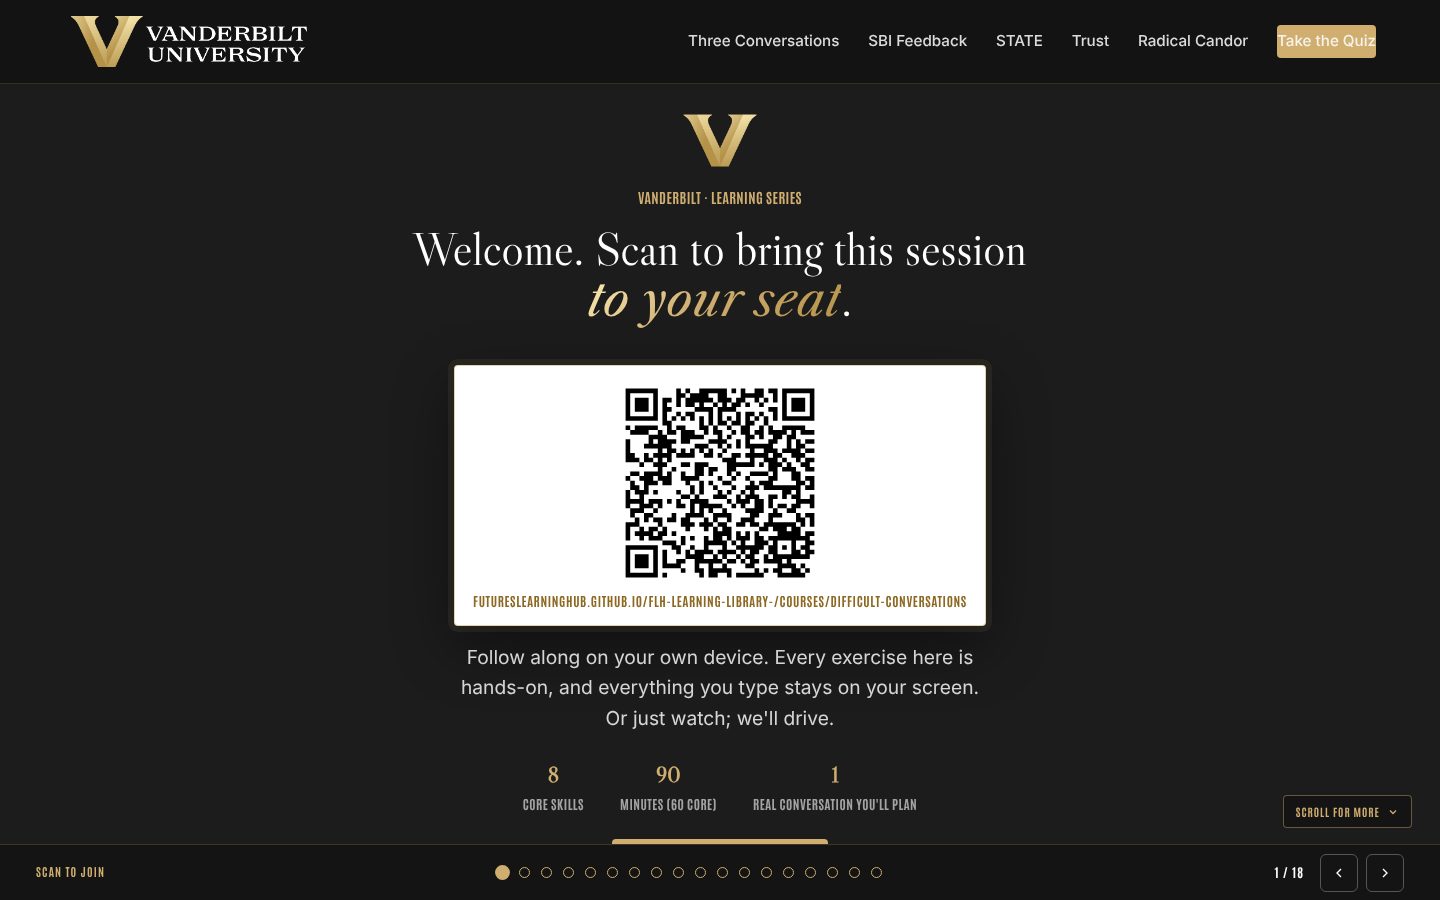 VANDERBILT
UNIVERSITY
Three Conversations
SBI Feedback
STATE
Trust
Radical Candor
Take the Quiz
VANDERBILT · LEARNING SERIES
Welcome. Scan to bring this session
to your seat.
FUTURESLEARNINGHUB.GITHUB.IO/FLH-LEARNING-LIBRARY-/COURSES/DIFFICULT-CONVERSATIONS
Follow along on your own device. Every exercise here is
hands-on, and everything you type stays on your screen.
Or just watch; we'll drive.
8
CORE SKILLS
90
MINUTES (60 CORE)
1
REAL CONVERSATION YOU'LL PLAN
SCROLL FOR MORE
SCAN TO JOIN
1 / 18